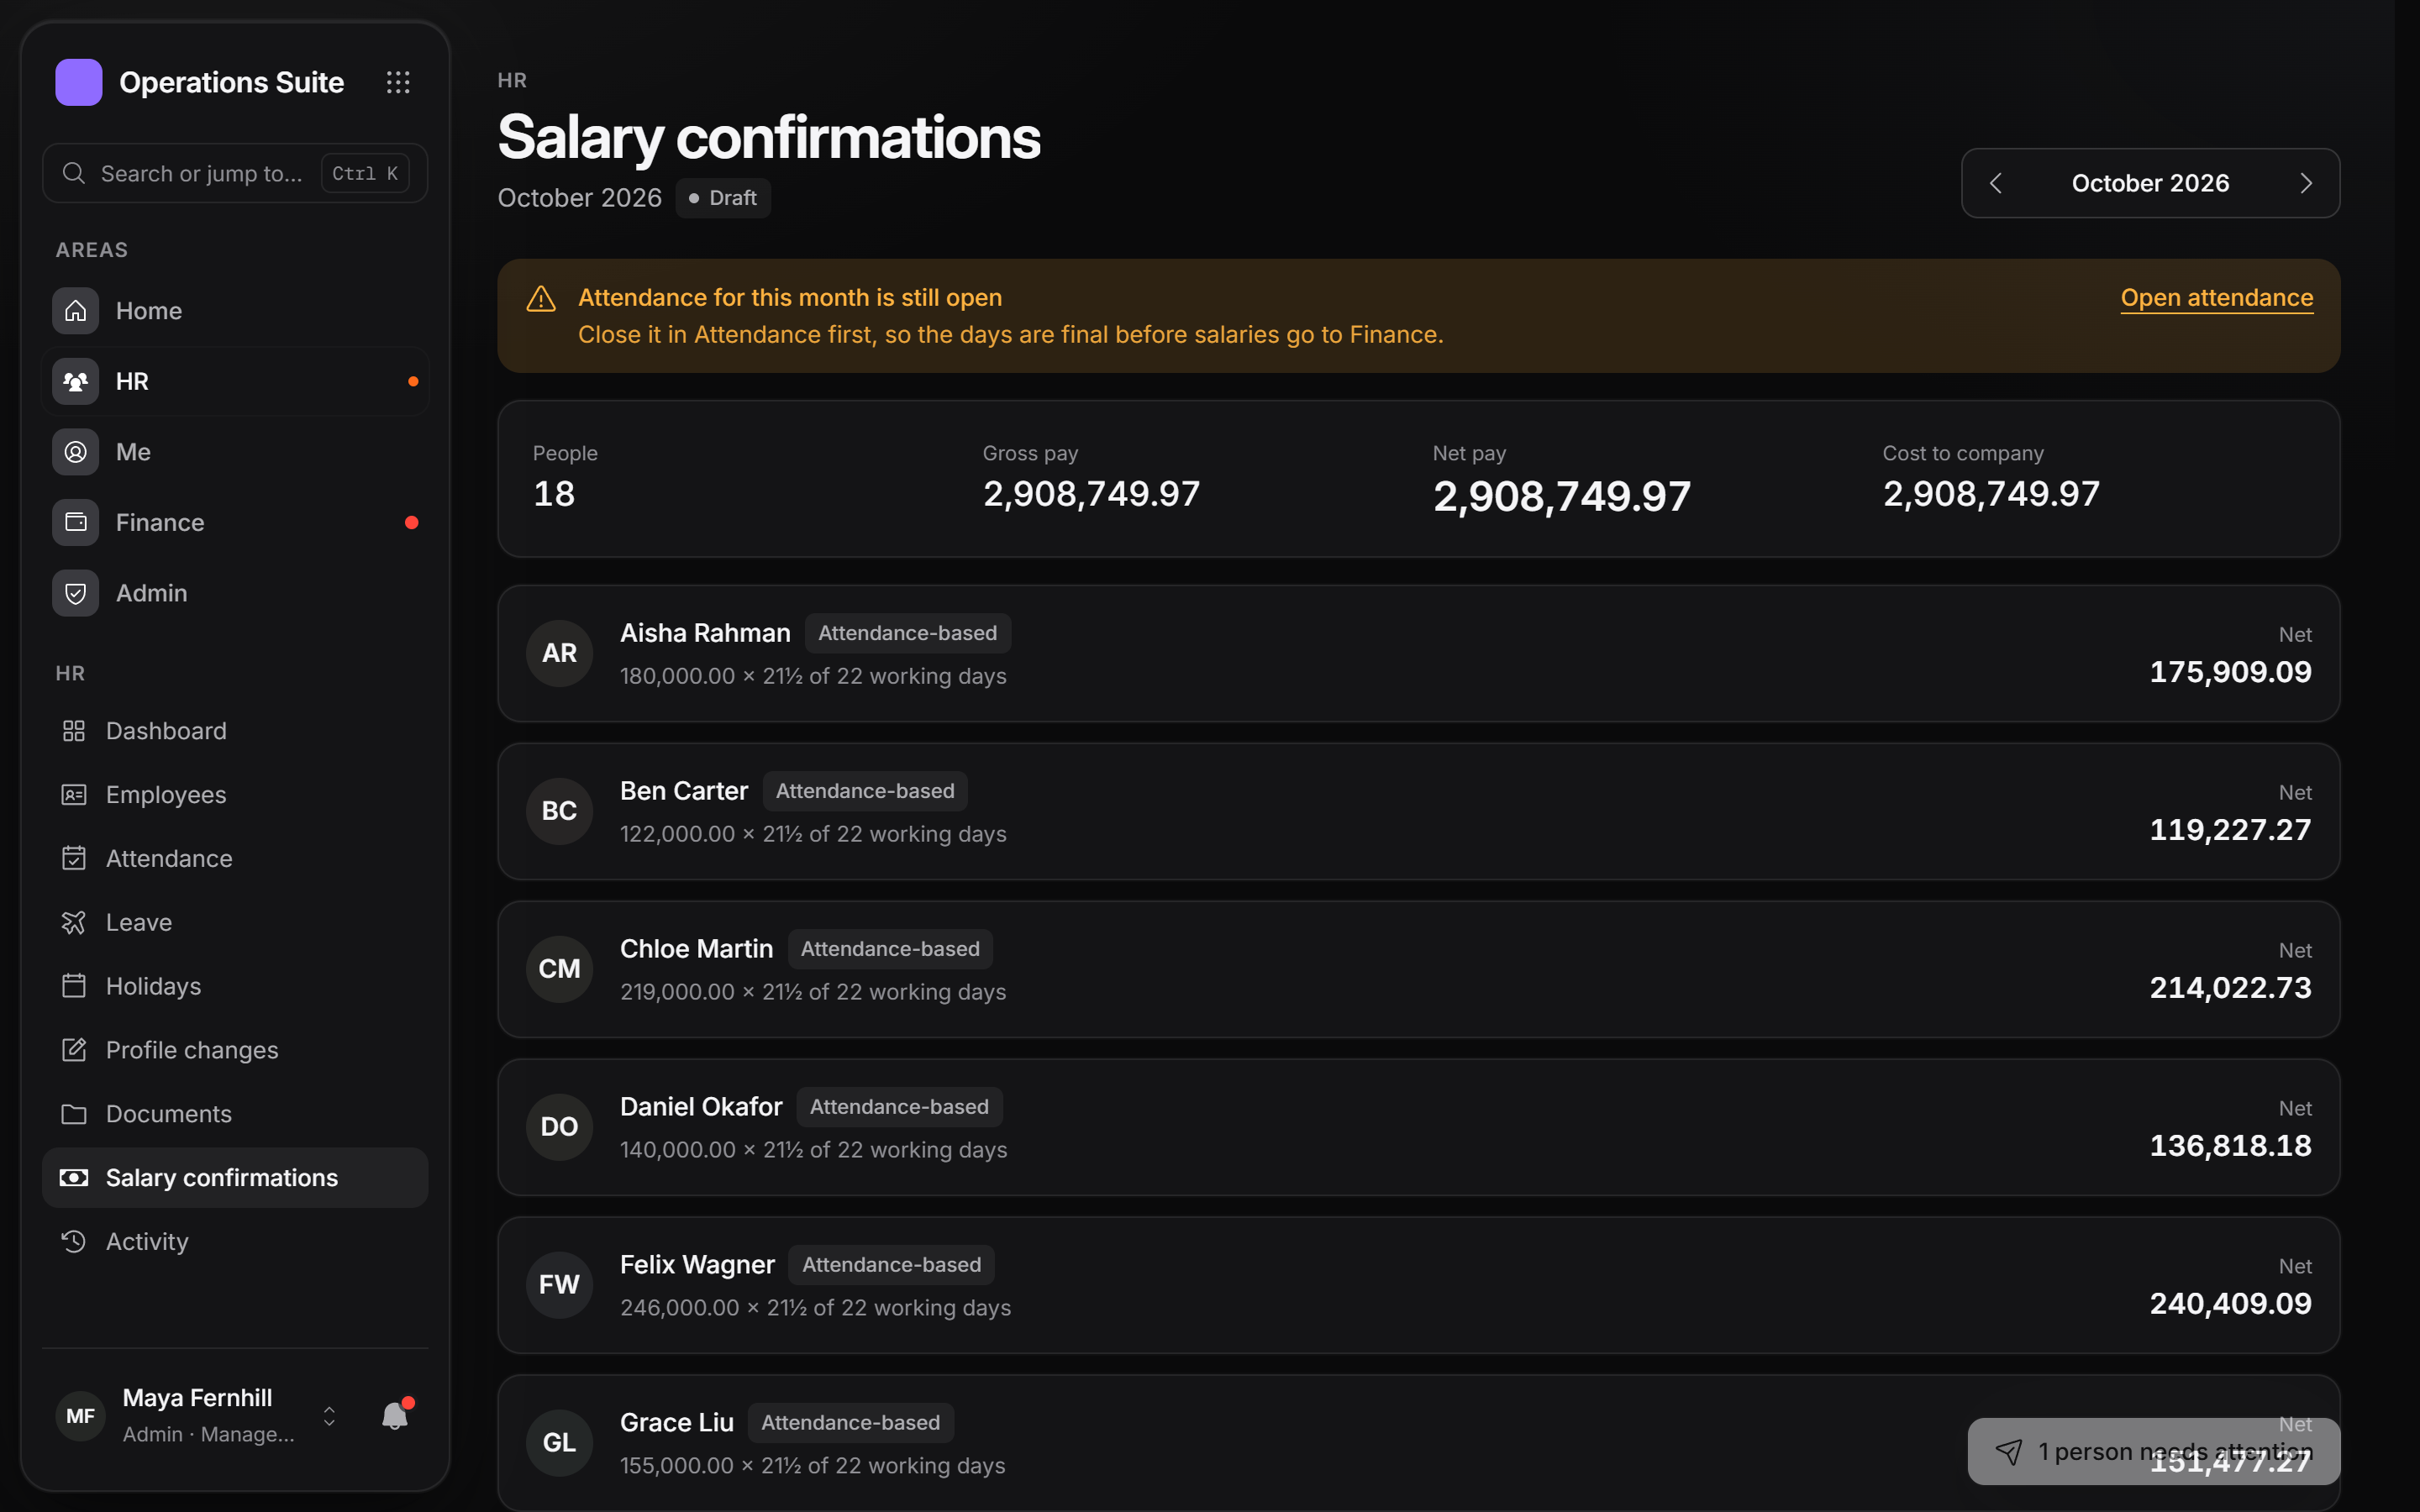 Operations Suite
Search or jump to...
Ctrl K
AREAS
Home
HR
Me
Finance
Admin
HR
Dashboard
Employees
Attendance
Leave
Holidays
Profile changes
Documents
Salary confirmations
Activity
MF
Maya Fernhill
Admin · Manage...
HR
Salary confirmations
October 2026
Draft
October 2026
Attendance for this month is still open
Open attendance
Close it in Attendance first, so the days are final before salaries go to Finance.
People
18
Gross pay
2,908,749.97
Net pay
2,908,749.97
Cost to company
2,908,749.97
AR
Aisha Rahman
Attendance-based
180,000.00 × 21½ of 22 working days
Net
175,909.09
BC
Ben Carter
Attendance-based
122,000.00 × 21½ of 22 working days
Net
119,227.27
CM
Chloe Martin
Attendance-based
219,000.00 × 21½ of 22 working days
Net
214,022.73
DO
Daniel Okafor
Attendance-based
140,000.00 × 21½ of 22 working days
Net
136,818.18
FW
Felix Wagner
Attendance-based
246,000.00 × 21½ of 22 working days
Net
240,409.09
GL
Grace Liu
Attendance-based
155,000.00 × 21½ of 22 working days
Net
151,477.27
1 person needs attention